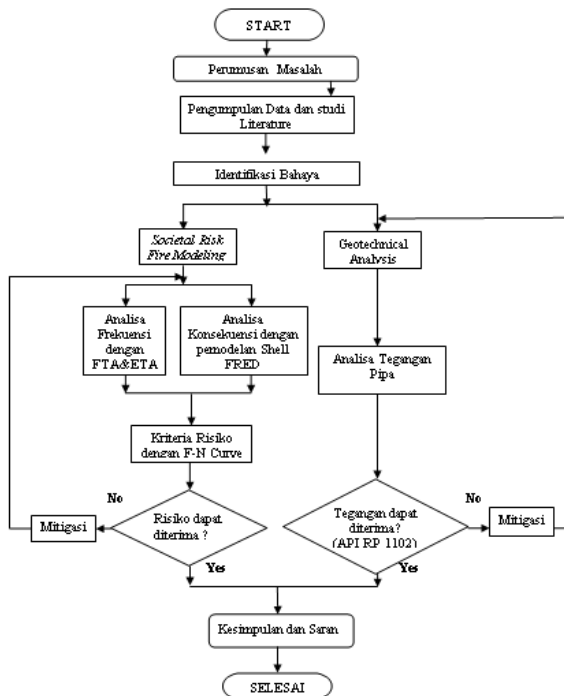 START
Perumusan Masalah
Pengumpulan Data dan studi
Literature
Identifikasi Bahaya
Societal Risk
Fire Modeling
Geotechnical
Analysis
Analisa
Frekuensi
dengan
FTA&ETA
Analisa
Konsekuensi dengan
pemodelan Shell
FRED
Analisa Tegangan
Pipa
Kriteria Risiko
dengan F-N Curve
No
Mitigasi
Risiko dapat
diterima ?
Yes
Tegangan dapat
diterima?
(API RP 1102)
Yes
No
Mitigasi
Kesimpulan dan Saran
SELESAI